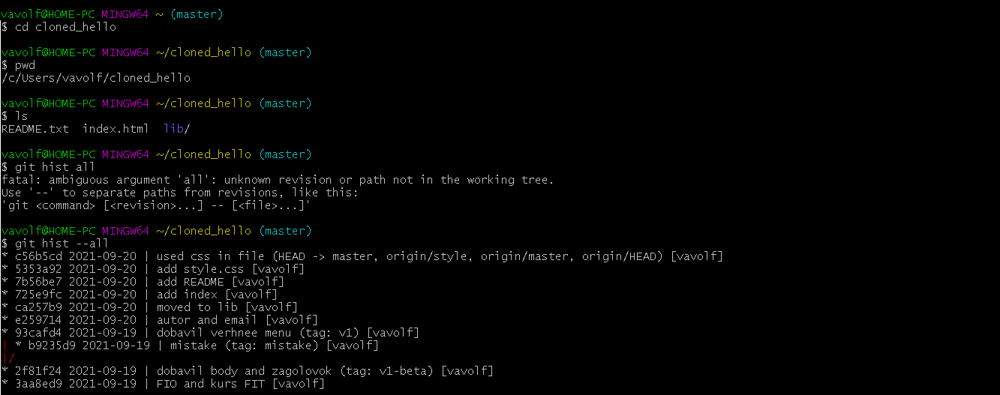 vavolf@HOME-PC MINGW64 ~ (master)
$ cd cloned_hello
vavolf@HOME-PC MINGW64 ~/cloned_hello (master)
$ pwd
/c/Users/vavolf/cloned_hello
vavolf@HOME-PC MINGW64 ~/cloned_hello (master)
$ ls
README.txt  index.html  lib/
vavolf@HOME-PC MINGW64 ~/cloned_hello (master)
$ git hist all
fatal: ambiguous argument 'all': unknown revision or path not in the working tree.
Use '--' to separate paths from revisions, like this:
'git <command> [<revision>...] -- [<file>...]'
vavolf@HOME-PC MINGW64 ~/cloned_hello (master)
$ git hist --all
* c56b5cd 2021-09-20 | used css in file (HEAD -> master, origin/style, origin/master, origin/HEAD) [vavolf]
* 5353a92 2021-09-20 | add style.css [vavolf]
* 7b56be7 2021-09-20 | add README [vavolf]
* 725e9fc 2021-09-20 | add index [vavolf]
* ca257b9 2021-09-20 | moved to lib [vavolf]
* e259714 2021-09-20 | autor and email [vavolf]
* 93cafd4 2021-09-19 | dobavil verhnee menu (tag: v1) [vavolf]
| * b9235d9 2021-09-19 | mistake (tag: mistake) [vavolf]
|/
* 2f81f24 2021-09-19 | dobavil body and zagolovok (tag: v1-beta) [vavolf]
* 3aa8ed9 2021-09-19 | FIO and kurs FIT [vavolf]